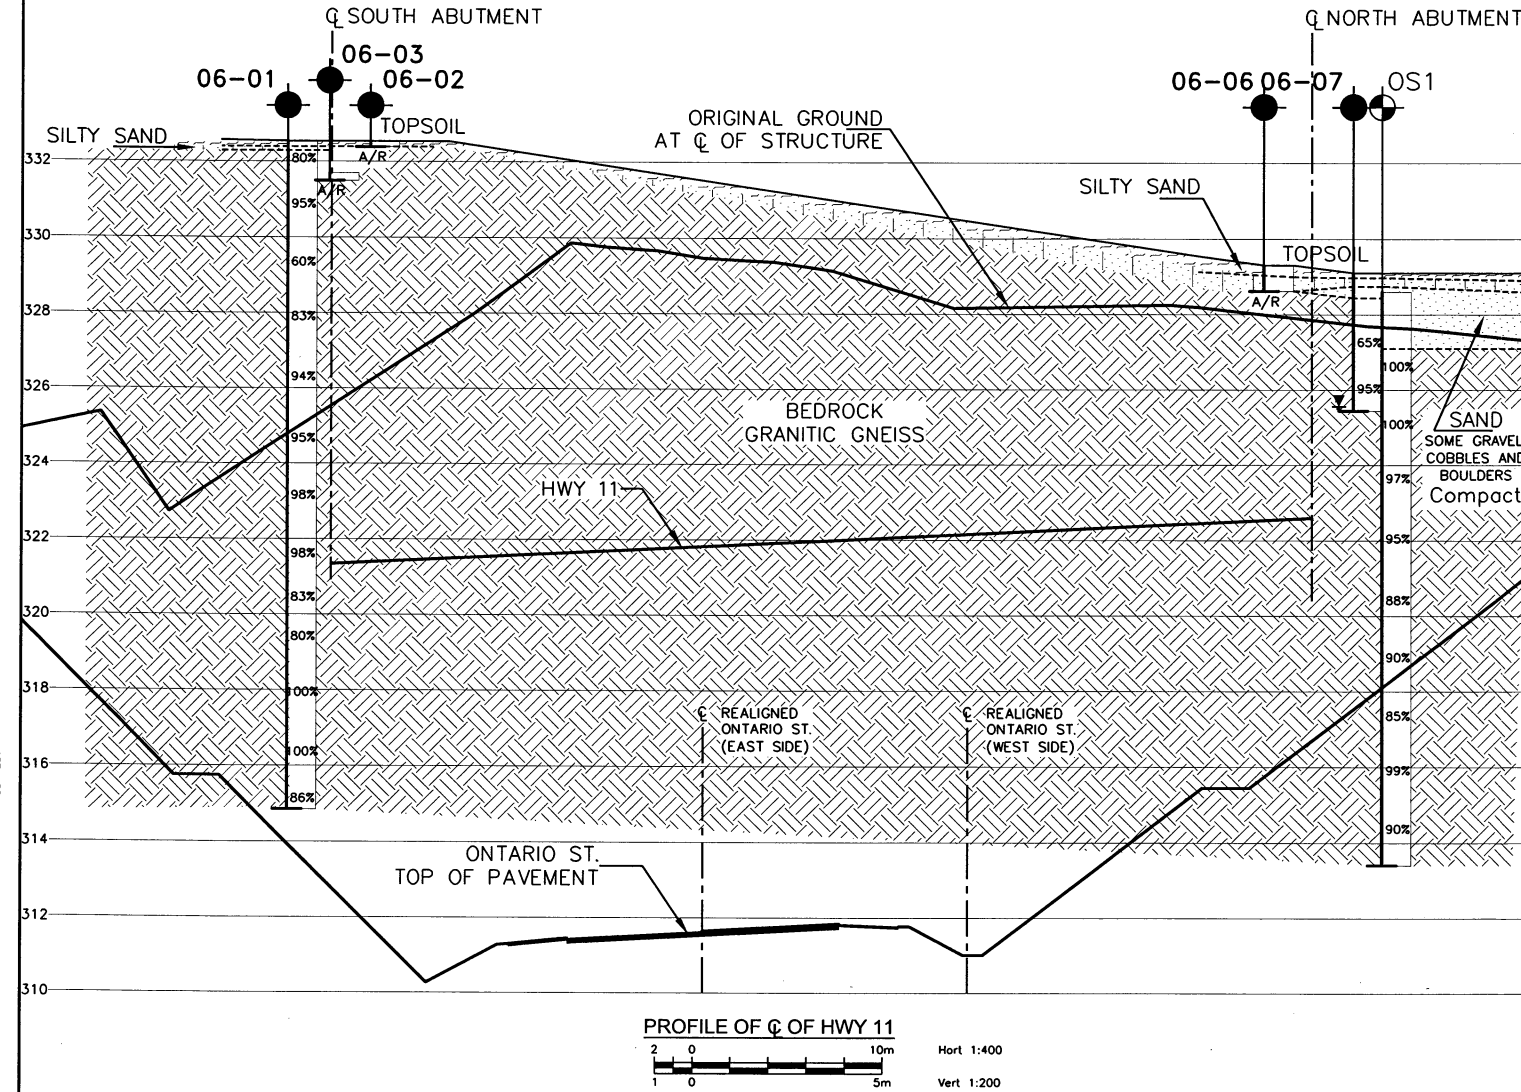 ℄ SOUTH ABUTMENT
℄ NORTH ABUTMENT
06-03
06-01
06-02
06-06 06-07
OS1
SILTY SAND
TOPSOIL
A/R
A/R
ORIGINAL GROUND
AT ℄ OF STRUCTURE
SILTY SAND
TOPSOIL
A/R
332
330
328
326
324
322
320
318
316
314
312
310
80%
95%
60%
83%
94%
95%
98%
98%
83%
80%
100%
100%
86%
65%
95%
100%
100%
97%
95%
88%
90%
85%
99%
90%
BEDROCK
GRANITIC GNEISS
SAND
SOME GRAVEL
COBBLES AND
BOULDERS
Compact
HWY 11
℄ REALIGNED
ONTARIO ST.
(EAST SIDE)
℄ REALIGNED
ONTARIO ST.
(WEST SIDE)
ONTARIO ST.
TOP OF PAVEMENT
PROFILE OF ℄ OF HWY 11
2 0 10m Hort 1:400
1 0 5m Vert 1:200